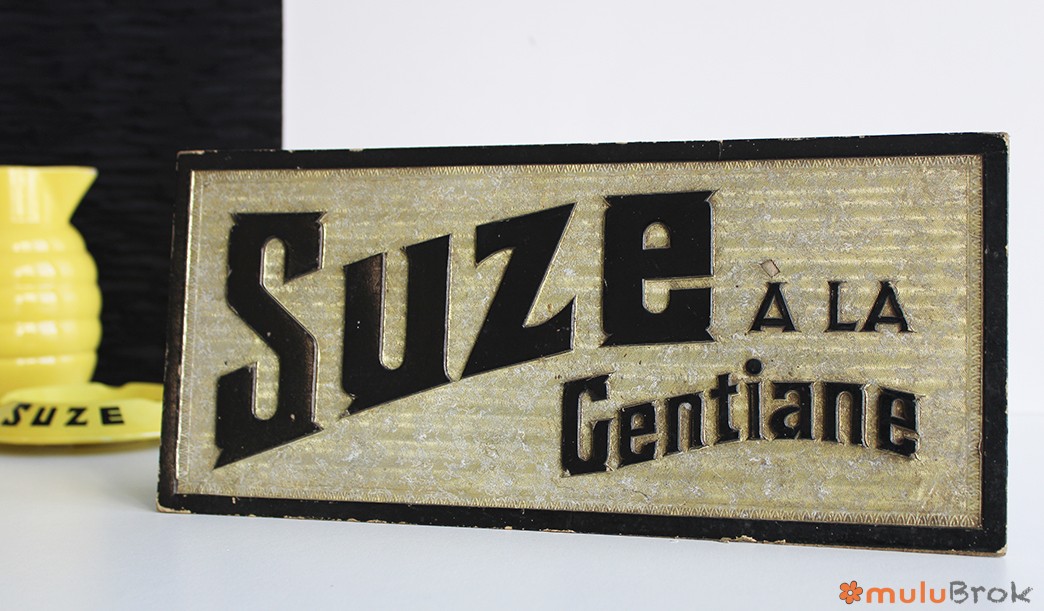 Suze À LA
Gentiane
SUZE
muluBrok